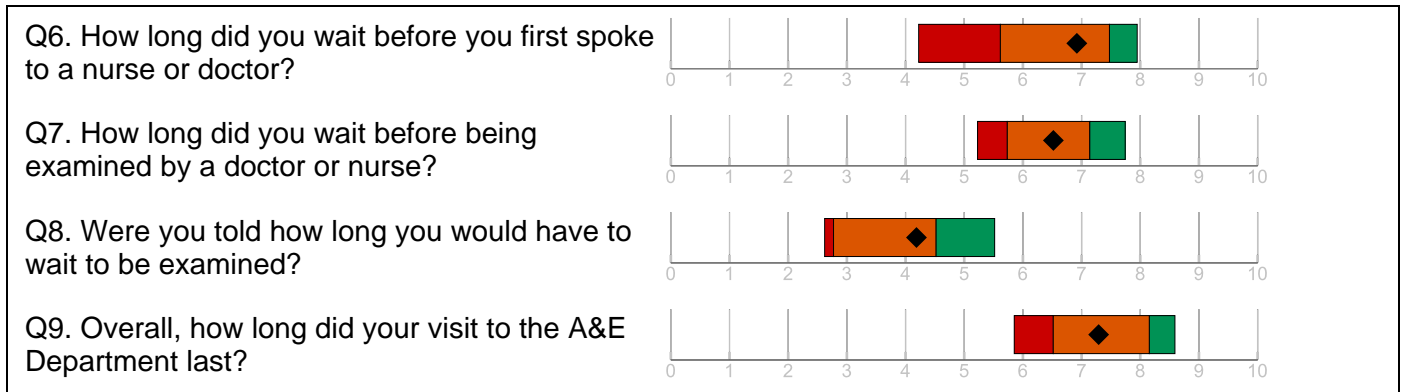 Q6. How long did you wait before you first spoke
to a nurse or doctor?
0 1 2 3 4 5 6 7 8 9 10
Q7. How long did you wait before being
examined by a doctor or nurse?
0 1 2 3 4 5 6 7 8 9 10
Q8. Were you told how long you would have to
wait to be examined?
0 1 2 3 4 5 6 7 8 9 10
Q9. Overall, how long did your visit to the A&E
Department last?
0 1 2 3 4 5 6 7 8 9 10